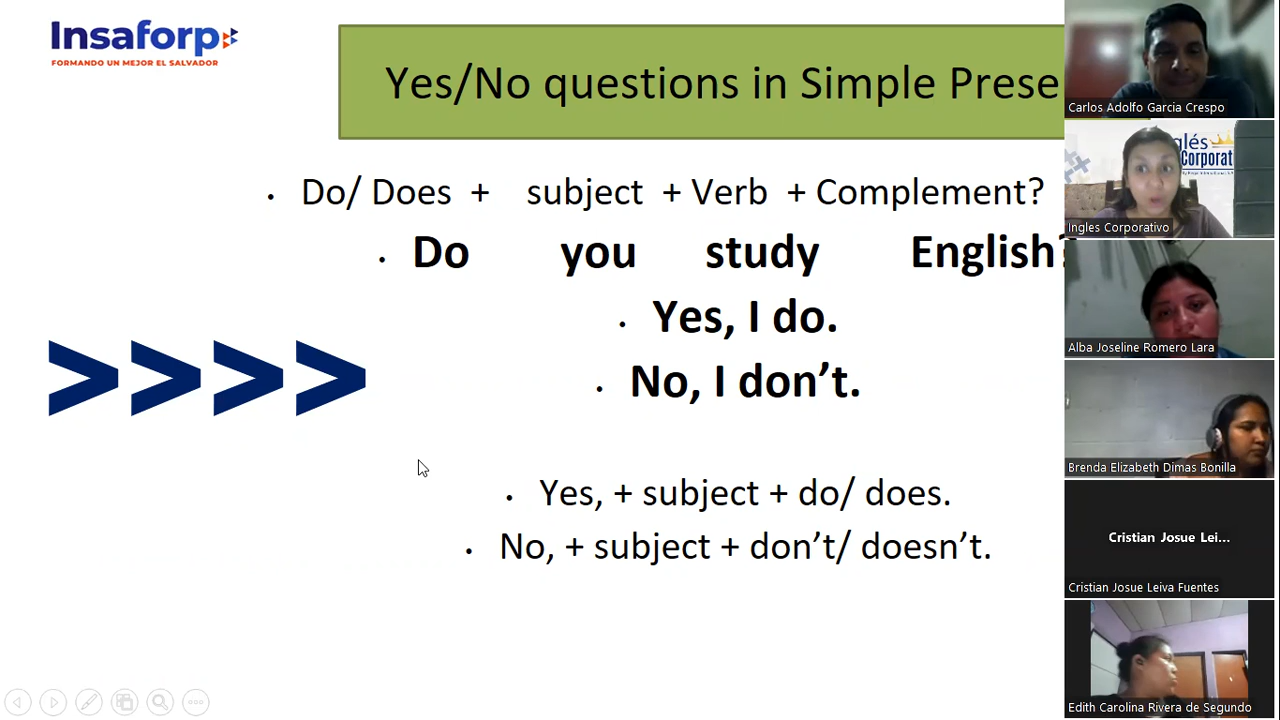 Insaforp
FORMANDO UN MEJOR EL SALVADOR
Yes/No questions in Simple Prese
• Do/ Does + subject + Verb + Complement?
• Do you study English?
• Yes, I do.
• No, I don’t.
>>>>
• Yes, + subject + do/ does.
• No, + subject + don’t/ doesn’t.
Carlos Adolfo Garcia Crespo
glés
Corporat
Ingles Corporativo
Alba Joseline Romero Lara
Brenda Elizabeth Dimas Bonilla
Cristian Josue Lei...
Cristian Josue Leiva Fuentes
Edith Carolina Rivera de Segundo